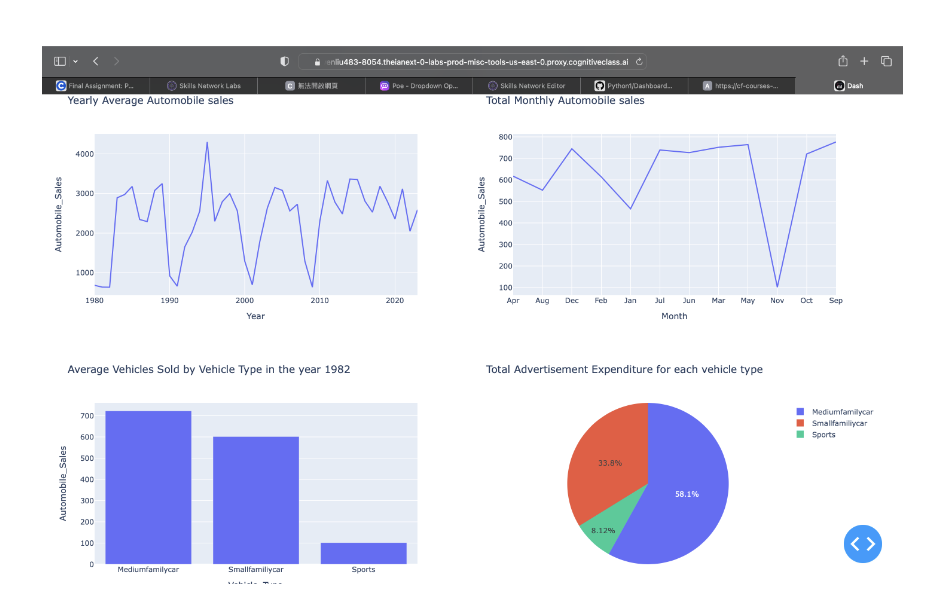 enliu483-8054.theianext-0-labs-prod-misc-tools-us-east-0.proxy.cognitiveclass.ai
Final Assignment: P...
Skills Network Labs
無法開啟網頁
Poe - Dropdown Op...
Skills Network Editor
Python1/Dashboard...
https://cf-courses-...
Dash
Yearly Average Automobile sales
Automobile_Sales
4000
3000
2000
1000
1980 1990 2000 2010 2020
Year
Total Monthly Automobile sales
Automobile_Sales
800
700
600
500
400
300
200
100
Apr Aug Dec Feb Jan Jul Jun Mar May Nov Oct Sep
Month
Average Vehicles Sold by Vehicle Type in the year 1982
Automobile_Sales
700
600
500
400
300
200
100
0
Mediumfamilycar Smallfamiliycar Sports
Vehicle_Type
Total Advertisement Expenditure for each vehicle type
33.8%
58.1%
8.12%
Mediumfamilycar
Smallfamiliycar
Sports